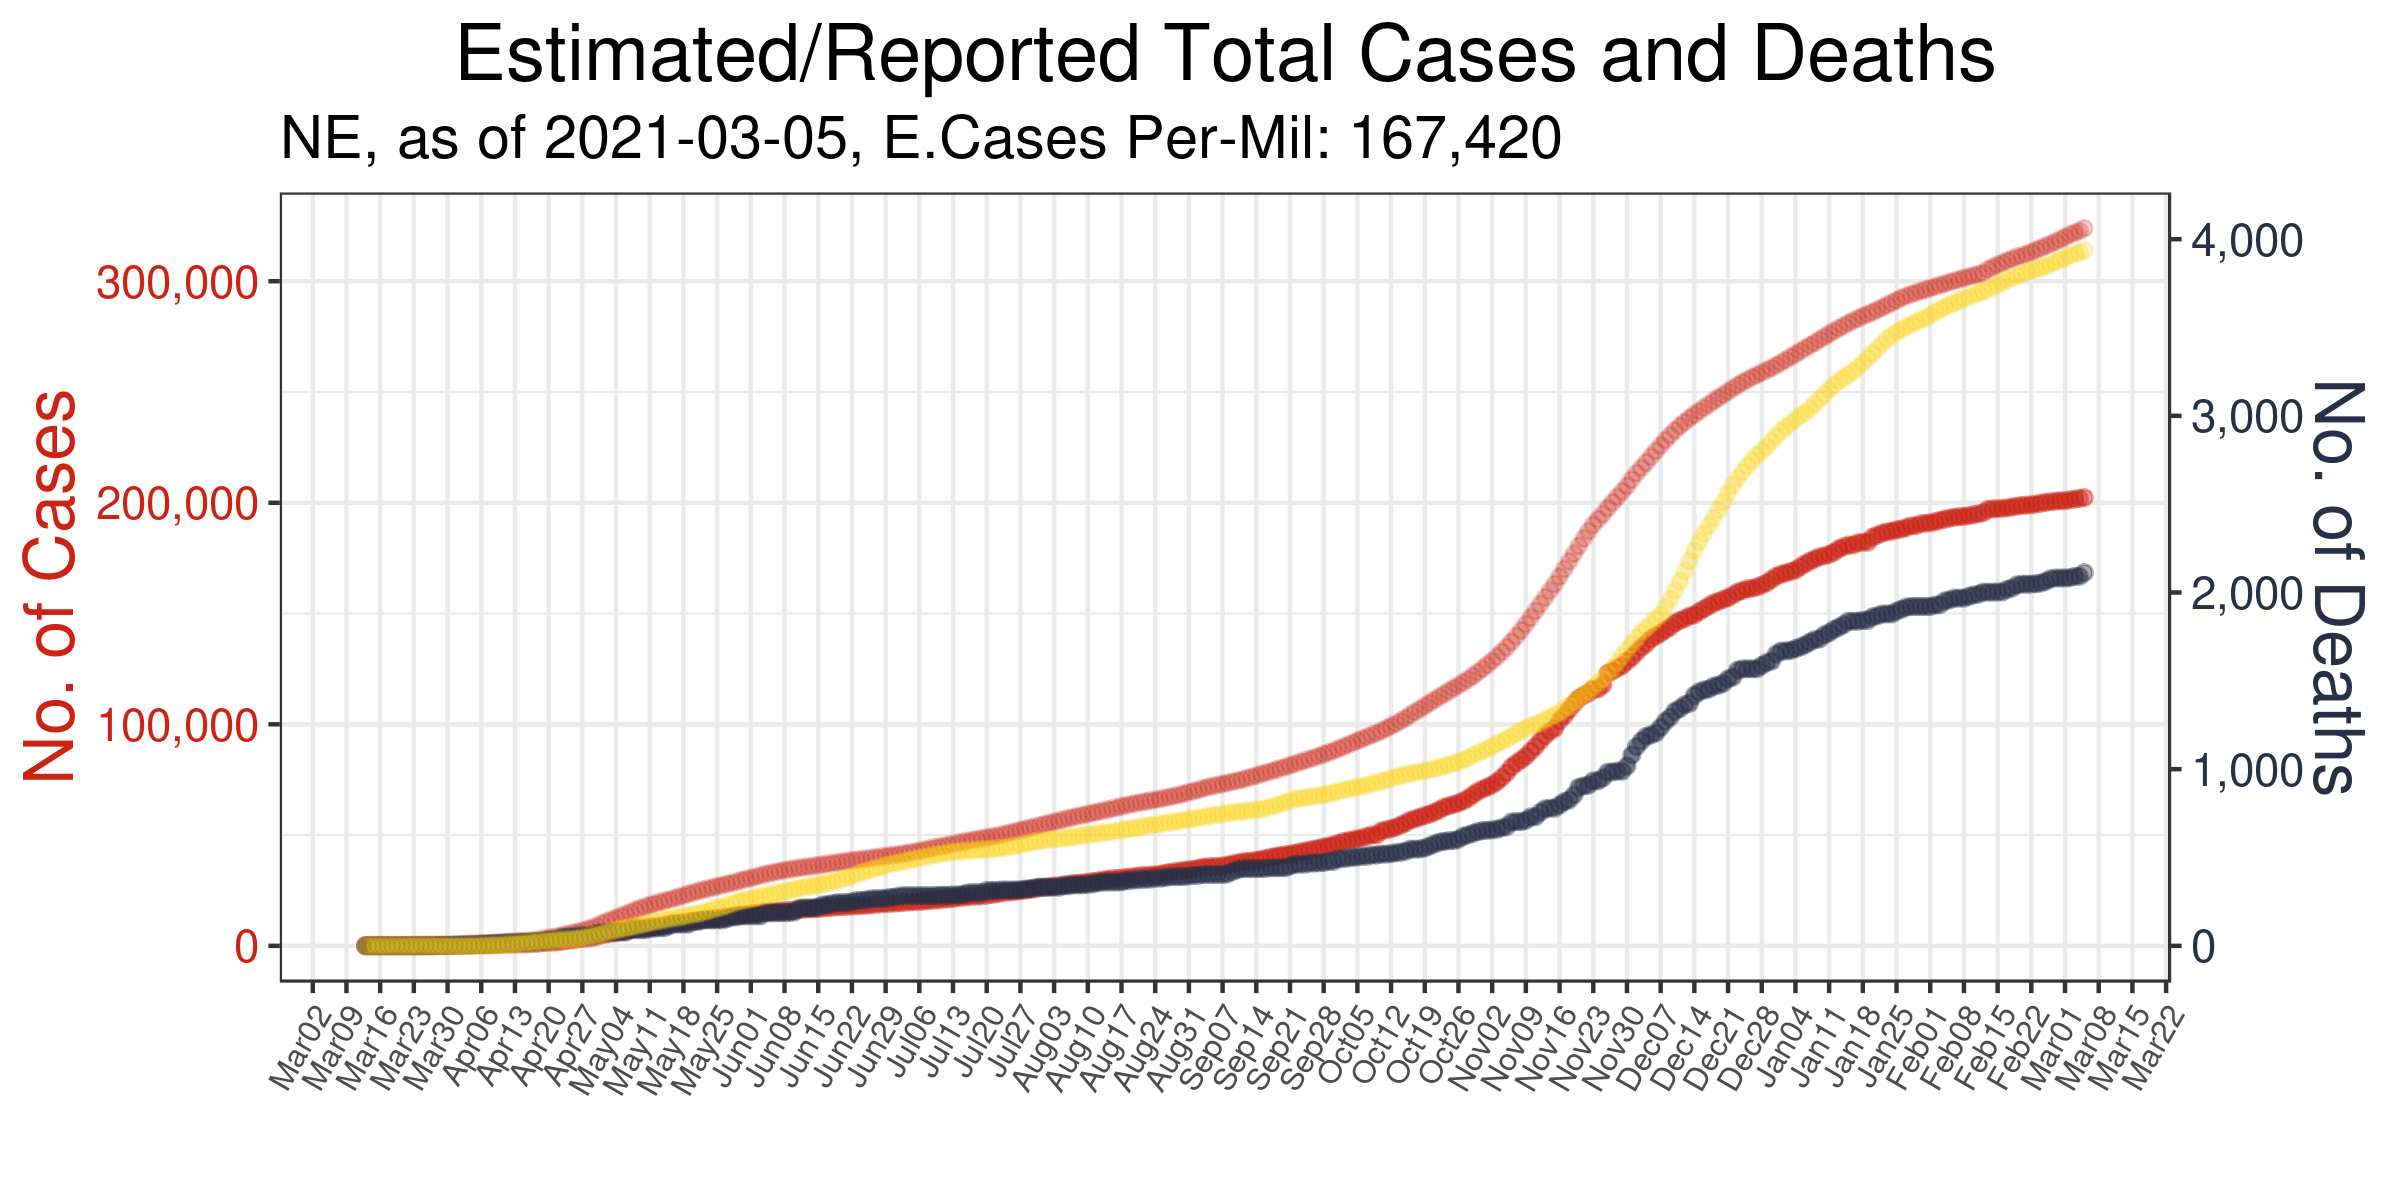 Estimated/Reported Total Cases and Deaths
NE, as of 2021-03-05, E.Cases Per-Mil: 167,420
No. of Cases
300,000
200,000
100,000
0
4,000
3,000
2,000
1,000
0
No. of Deaths
Mar02
Mar09
Mar16
Mar23
Mar30
Apr06
Apr13
Apr20
Apr27
May04
May11
May18
May25
Jun01
Jun08
Jun15
Jun22
Jun29
Jul06
Jul13
Jul20
Jul27
Aug03
Aug10
Aug17
Aug24
Aug31
Sep07
Sep14
Sep21
Sep28
Oct05
Oct12
Oct19
Oct26
Nov02
Nov09
Nov16
Nov23
Nov30
Dec07
Dec14
Dec21
Dec28
Jan04
Jan11
Jan18
Jan25
Feb01
Feb08
Feb15
Feb22
Mar01
Mar08
Mar15
Mar22